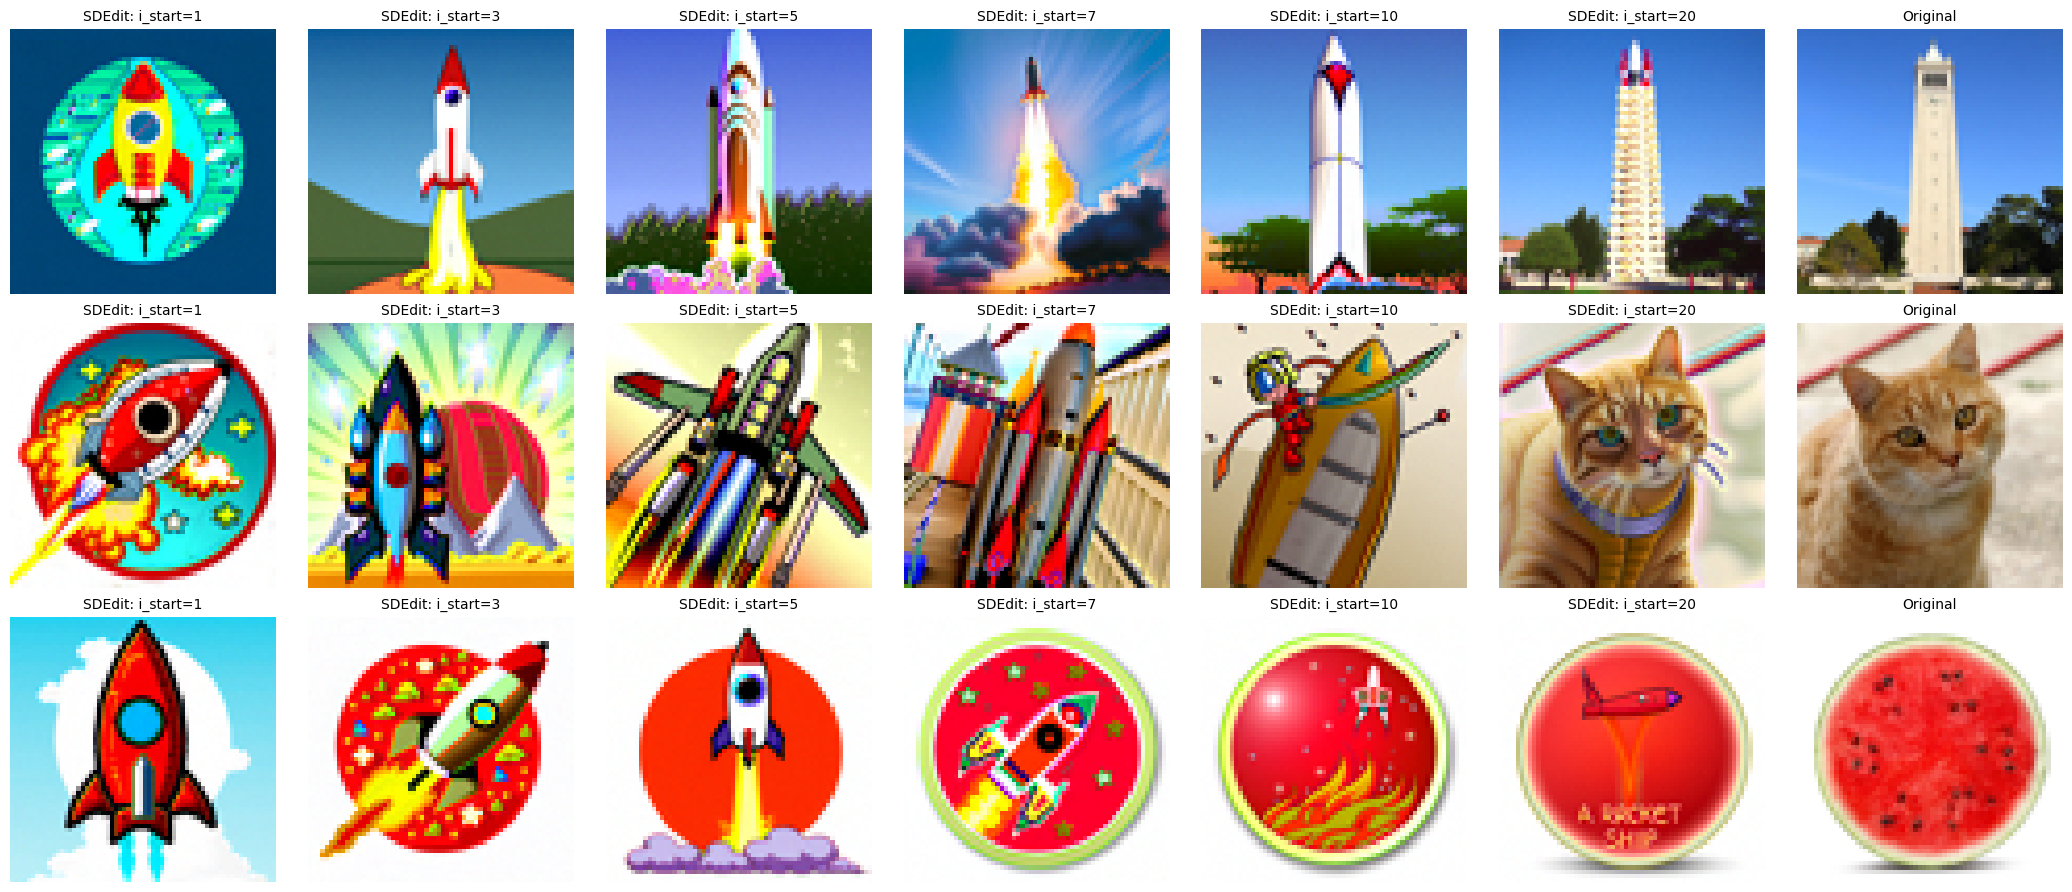 SDEdit: i_start=1
SDEdit: i_start=3
SDEdit: i_start=5
SDEdit: i_start=7
SDEdit: i_start=10
SDEdit: i_start=20
Original
SDEdit: i_start=1
SDEdit: i_start=3
SDEdit: i_start=5
SDEdit: i_start=7
SDEdit: i_start=10
SDEdit: i_start=20
Original
SDEdit: i_start=1
SDEdit: i_start=3
SDEdit: i_start=5
SDEdit: i_start=7
SDEdit: i_start=10
SDEdit: i_start=20
Original
A RACKET
SHIP